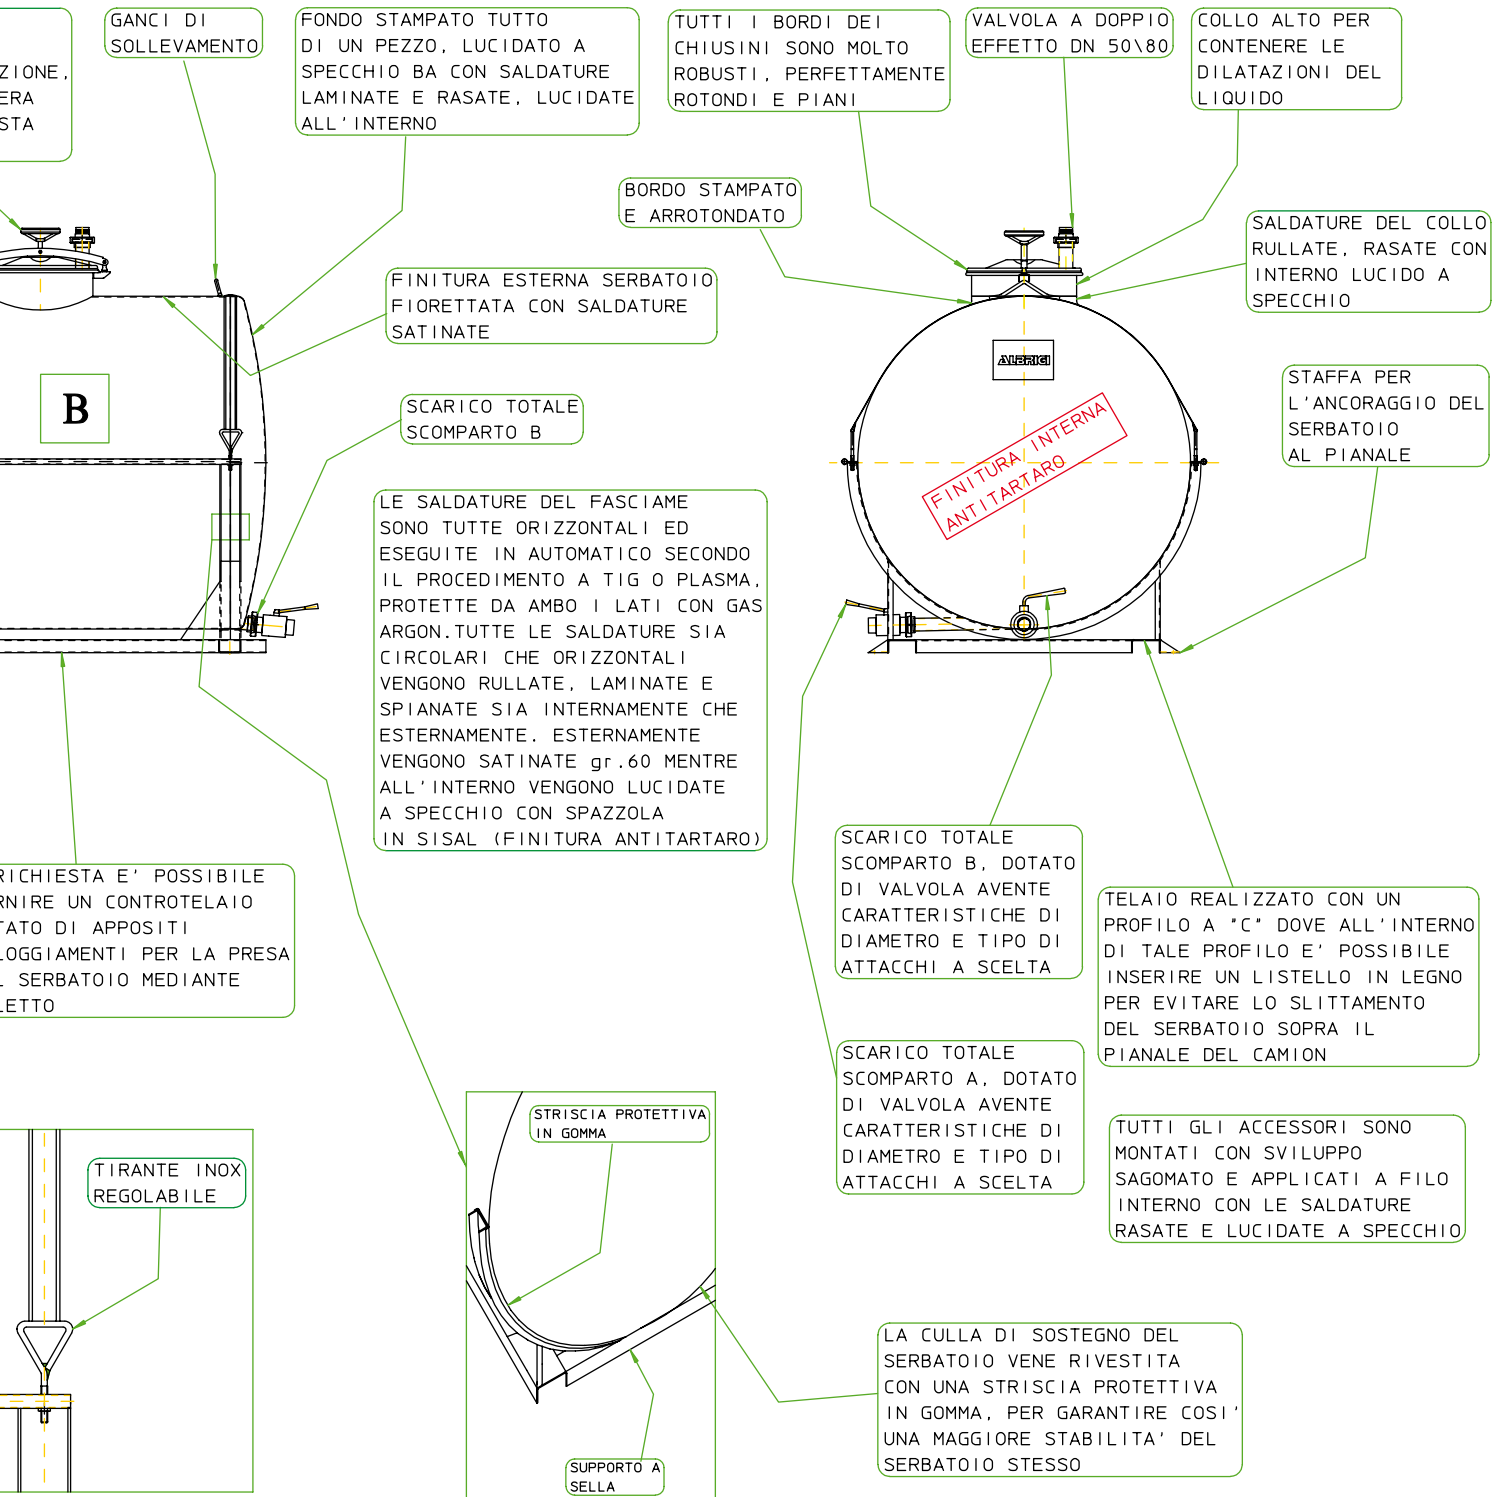 ZIONE,
ERA
STA
GANCI DI
SOLLEVAMENTO
FONDO STAMPATO TUTTO
DI UN PEZZO, LUCIDATO A
SPECCHIO BA CON SALDATURE
LAMINATE E RASATE, LUCIDATE
ALL'INTERNO
TUTTI I BORDI DEI
CHIUSINI SONO MOLTO
ROBUSTI, PERFETTAMENTE
ROTONDI E PIANI
VALVOLA A DOPPIO
EFFETTO DN 50\80
COLLO ALTO PER
CONTENERE LE
DILATAZIONI DEL
LIQUIDO
BORDO STAMPATO
E ARROTONDATO
SALDATURE DEL COLLO
RULLATE, RASATE CON
INTERNO LUCIDO A
SPECCHIO
FINITURA ESTERNA SERBATOIO
FIORETTATA CON SALDATURE
SATINATE
ALBRIGI
B
SCARICO TOTALE
SCOMPARTO B
STAFFA PER
L'ANCORAGGIO DEL
SERBATOIO
AL PIANALE
FINITURA INTERNA
ANTITARTARO
LE SALDATURE DEL FASCIAME
SONO TUTTE ORIZZONTALI ED
ESEGUITE IN AUTOMATICO SECONDO
IL PROCEDIMENTO A TIG O PLASMA,
PROTETTE DA AMBO I LATI CON GAS
ARGON.TUTTE LE SALDATURE SIA
CIRCOLARI CHE ORIZZONTALI
VENGONO RULLATE, LAMINATE E
SPIANATE SIA INTERNAMENTE CHE
ESTERNAMENTE. ESTERNAMENTE
VENGONO SATINATE gr.60 MENTRE
ALL'INTERNO VENGONO LUCIDATE
A SPECCHIO CON SPAZZOLA
IN SISAL (FINITURA ANTITARTARO)
RICHIESTA E' POSSIBILE
RNIRE UN CONTROTELAIO
TATO DI APPOSITI
LOGGIAMENTI PER LA PRESA
L SERBATOIO MEDIANTE
LETTO
SCARICO TOTALE
SCOMPARTO B, DOTATO
DI VALVOLA AVENTE
CARATTERISTICHE DI
DIAMETRO E TIPO DI
ATTACCHI A SCELTA
TELAIO REALIZZATO CON UN
PROFILO A "C" DOVE ALL'INTERNO
DI TALE PROFILO E' POSSIBILE
INSERIRE UN LISTELLO IN LEGNO
PER EVITARE LO SLITTAMENTO
DEL SERBATOIO SOPRA IL
PIANALE DEL CAMION
SCARICO TOTALE
SCOMPARTO A, DOTATO
DI VALVOLA AVENTE
CARATTERISTICHE DI
DIAMETRO E TIPO DI
ATTACCHI A SCELTA
STRISCIA PROTETTIVA
IN GOMMA
TUTTI GLI ACCESSORI SONO
MONTATI CON SVILUPPO
SAGOMATO E APPLICATI A FILO
INTERNO CON LE SALDATURE
RASATE E LUCIDATE A SPECCHIO
TIRANTE INOX
REGOLABILE
LA CULLA DI SOSTEGNO DEL
SERBATOIO VENE RIVESTITA
CON UNA STRISCIA PROTETTIVA
IN GOMMA, PER GARANTIRE COSI'
UNA MAGGIORE STABILITA' DEL
SERBATOIO STESSO
SUPPORTO A
SELLA